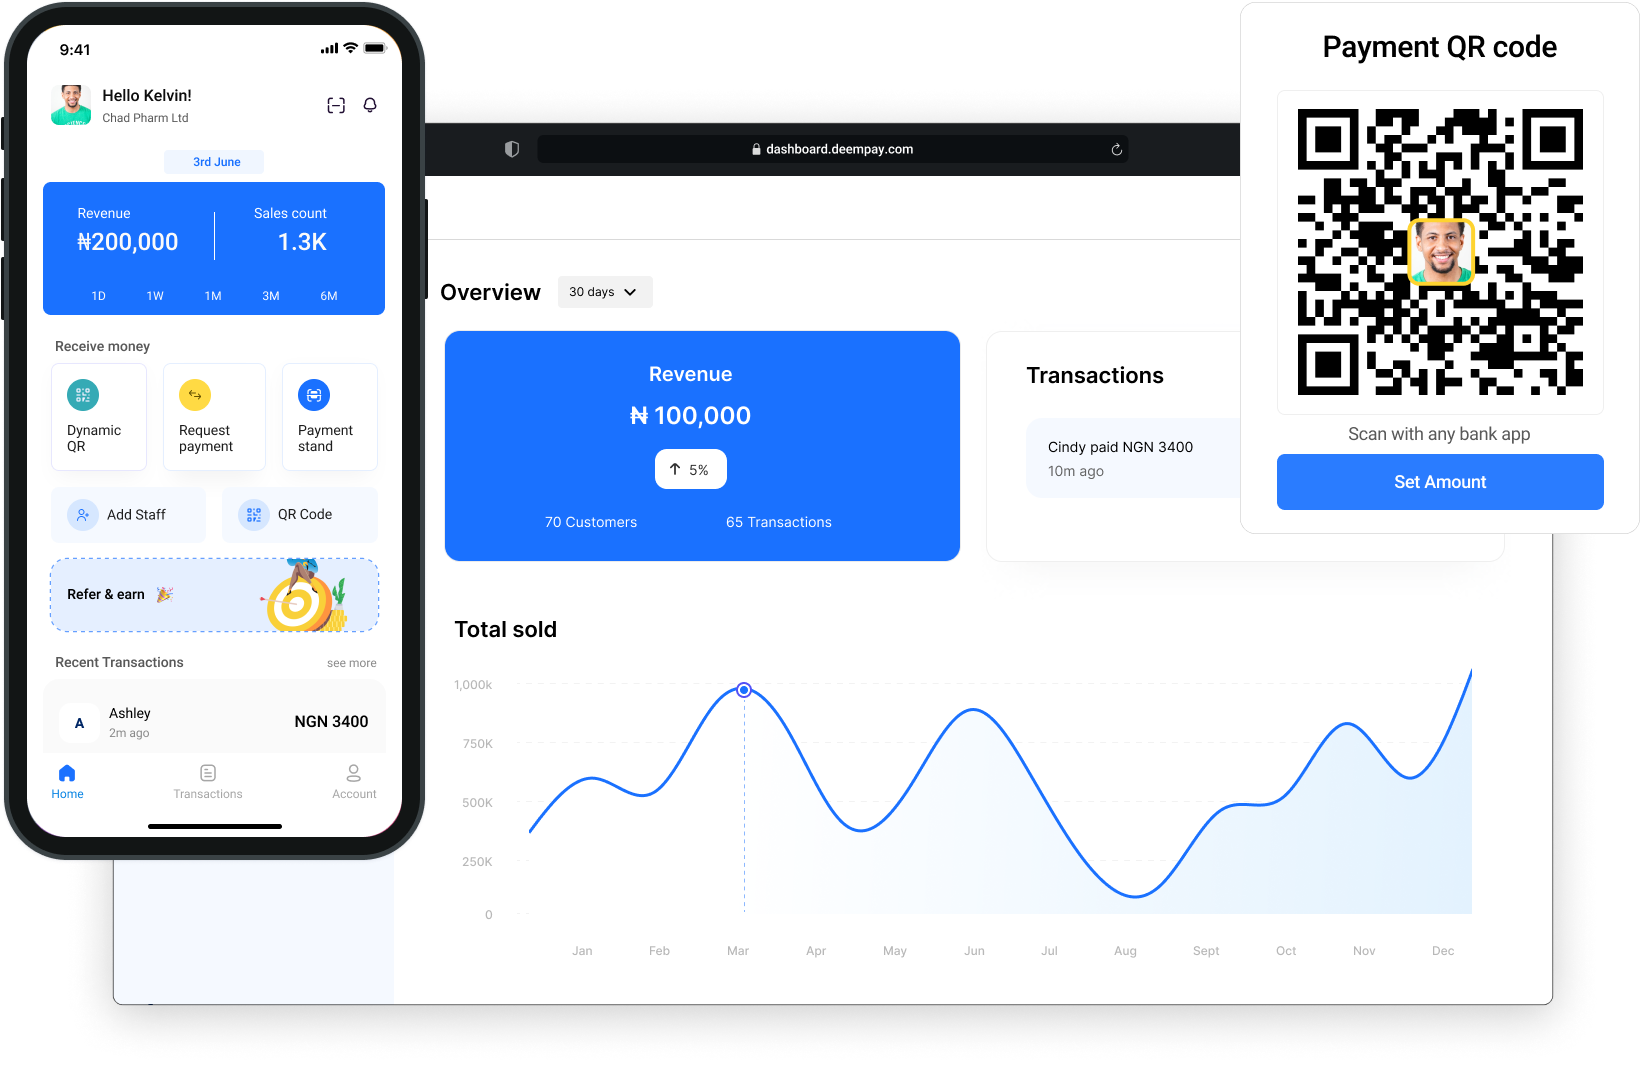 9:41
Hello Kelvin!
Chad Pharm Ltd
3rd June
Revenue
₦200,000
Sales count
1.3K
1D 1W 1M 3M 6M
Receive money
Dynamic
QR
Request
payment
Payment
stand
Add Staff
QR Code
Refer & earn
Recent Transactions
see more
A
Ashley
2m ago
NGN 3400
Home
Transactions
Account
dashboard.deempay.com
Overview
30 days
Revenue
₦ 100,000
5%
70 Customers
65 Transactions
Transactions
Cindy paid NGN 3400
10m ago
Total sold
1,000k
750K
500K
250K
0
Jan Feb Mar Apr May Jun Jul Aug Sept Oct Nov Dec
Payment QR code
Scan with any bank app
Set Amount